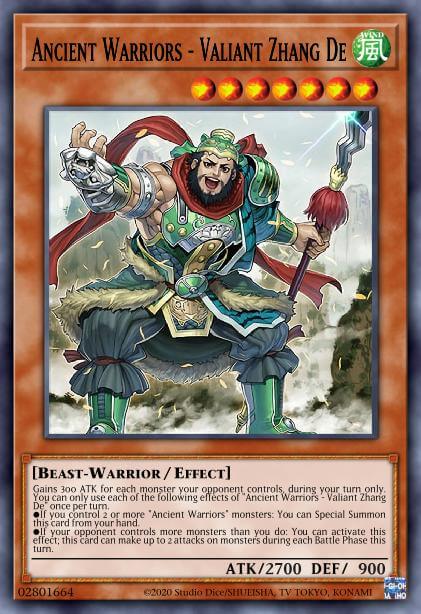 Ancient Warriors - Valiant Zhang De
WIND
風
[Beast-Warrior / Effect]
Gains 300 ATK for each monster your opponent controls, during your turn only.
You can only use each of the following effects of "Ancient Warriors - Valiant Zhang
De" once per turn.
●If you control 2 or more "Ancient Warriors" monsters: You can Special Summon
this card from your hand.
●If your opponent controls more monsters than you do: You can activate this
effect; this card can make up to 2 attacks on monsters during each Battle Phase this
turn.
ATK/2700 DEF/ 900
02801664
©2020 Studio Dice/SHUEISHA, TV TOKYO, KONAMI